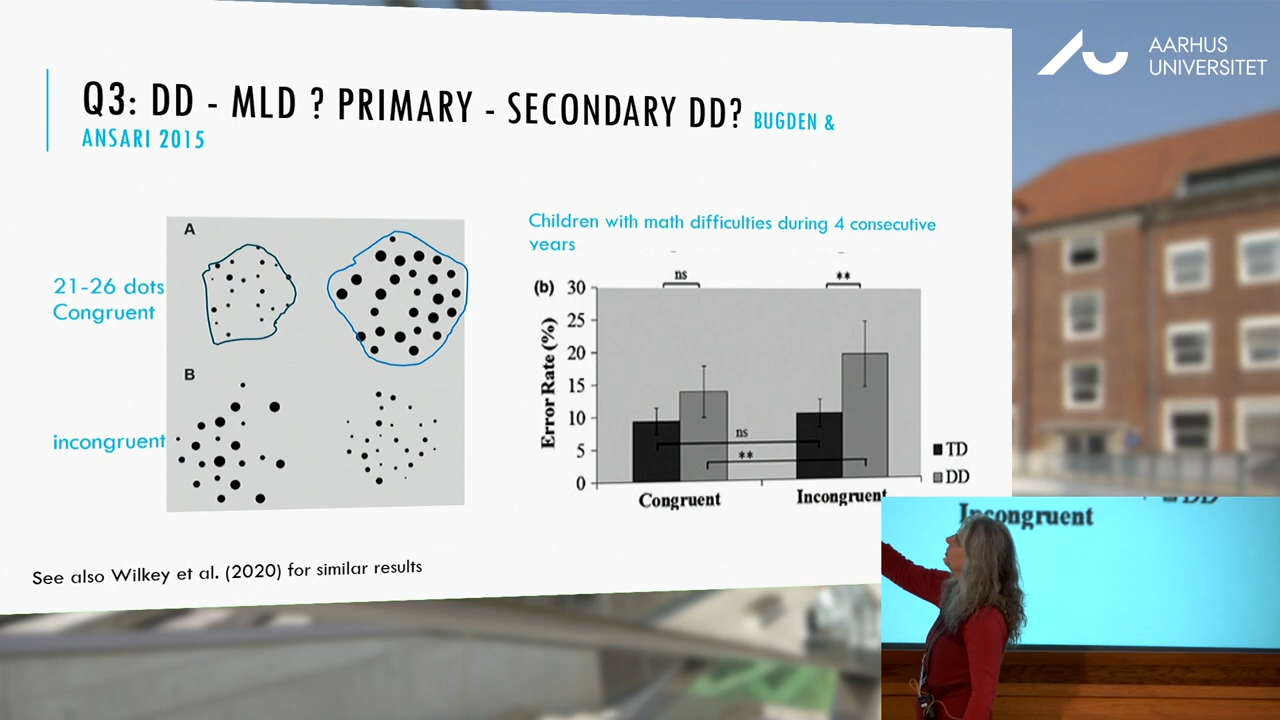 AARHUS
UNIVERSITET
Q3: DD - MLD ? PRIMARY - SECONDARY DD? BUGDEN &
ANSARI 2015
Children with math difficulties during 4 consecutive
years
A
21-26 dots
Congruent
B
incongruent
(b)
ns
**
30
25
20
15
10
5
0
Error Rate (%)
ns
**
TD
DD
Congruent
Incongruent
See also Wilkey et al. (2020) for similar results
DD
Incongruent